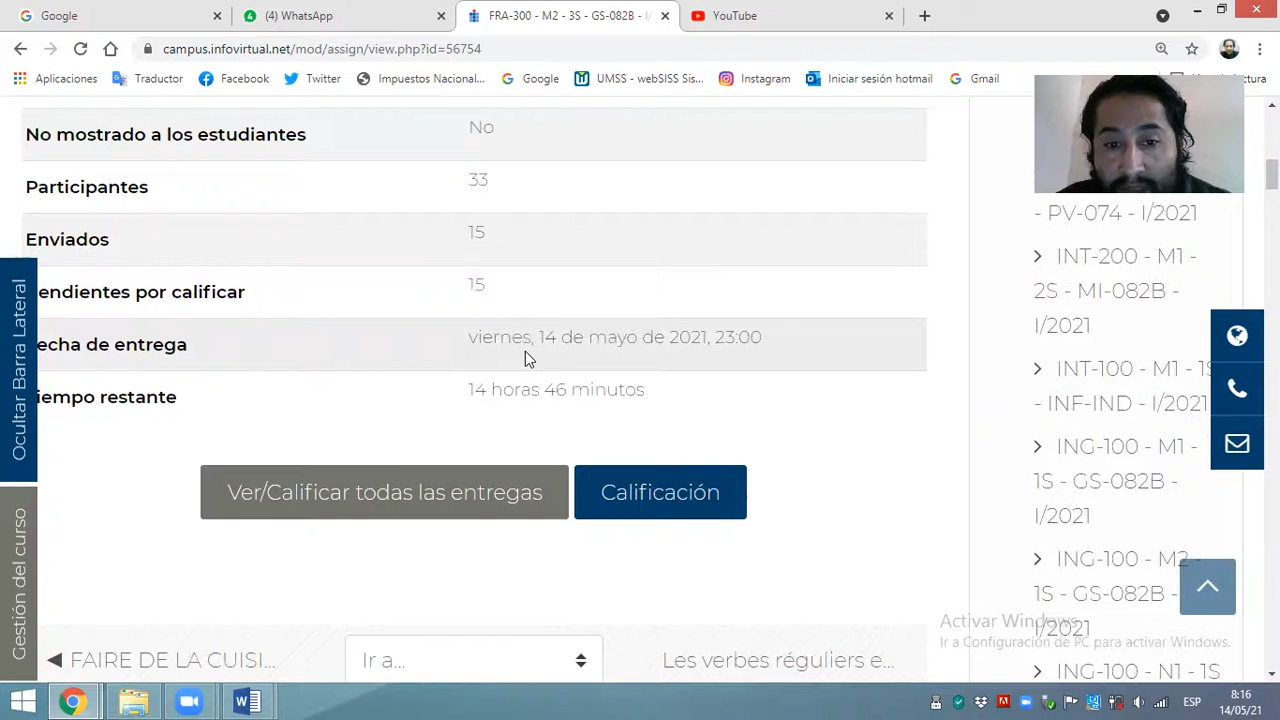 Google
(4) WhatsApp
FRA-300 - M2 - 3S - GS-082B - I/
YouTube
campus.infovirtual.net/mod/assign/view.php?id=56754
Aplicaciones
Traductor
Facebook
Twitter
Impuestos Nacional...
Google
UMSS - webSISS Sis...
Instagram
Iniciar sesión hotmail
Gmail
No mostrado a los estudiantes
No
Participantes
33
Enviados
15
endientes por calificar
15
echa de entrega
viernes, 14 de mayo de 2021, 23:00
iempo restante
14 horas 46 minutos
Ver/Calificar todas las entregas
Calificación
FAIRE DE LA CUISI...
Ir a...
Les verbes réguliers e...
Ocultar Barra Lateral
Gestión del curso
- PV-074 - I/2021
INT-200 - M1 -
2S - MI-082B -
I/2021
INT-100 - M1 - 1S
- INF-IND - I/2021
ING-100 - M1 -
1S - GS-082B -
I/2021
ING-100 - M2 -
1S - GS-082B -
I/2021
ING-100 - N1 - 1S
Activar Windows
Ir a Configuración de PC para activar Windows.
ESP
8:16
14/05/21